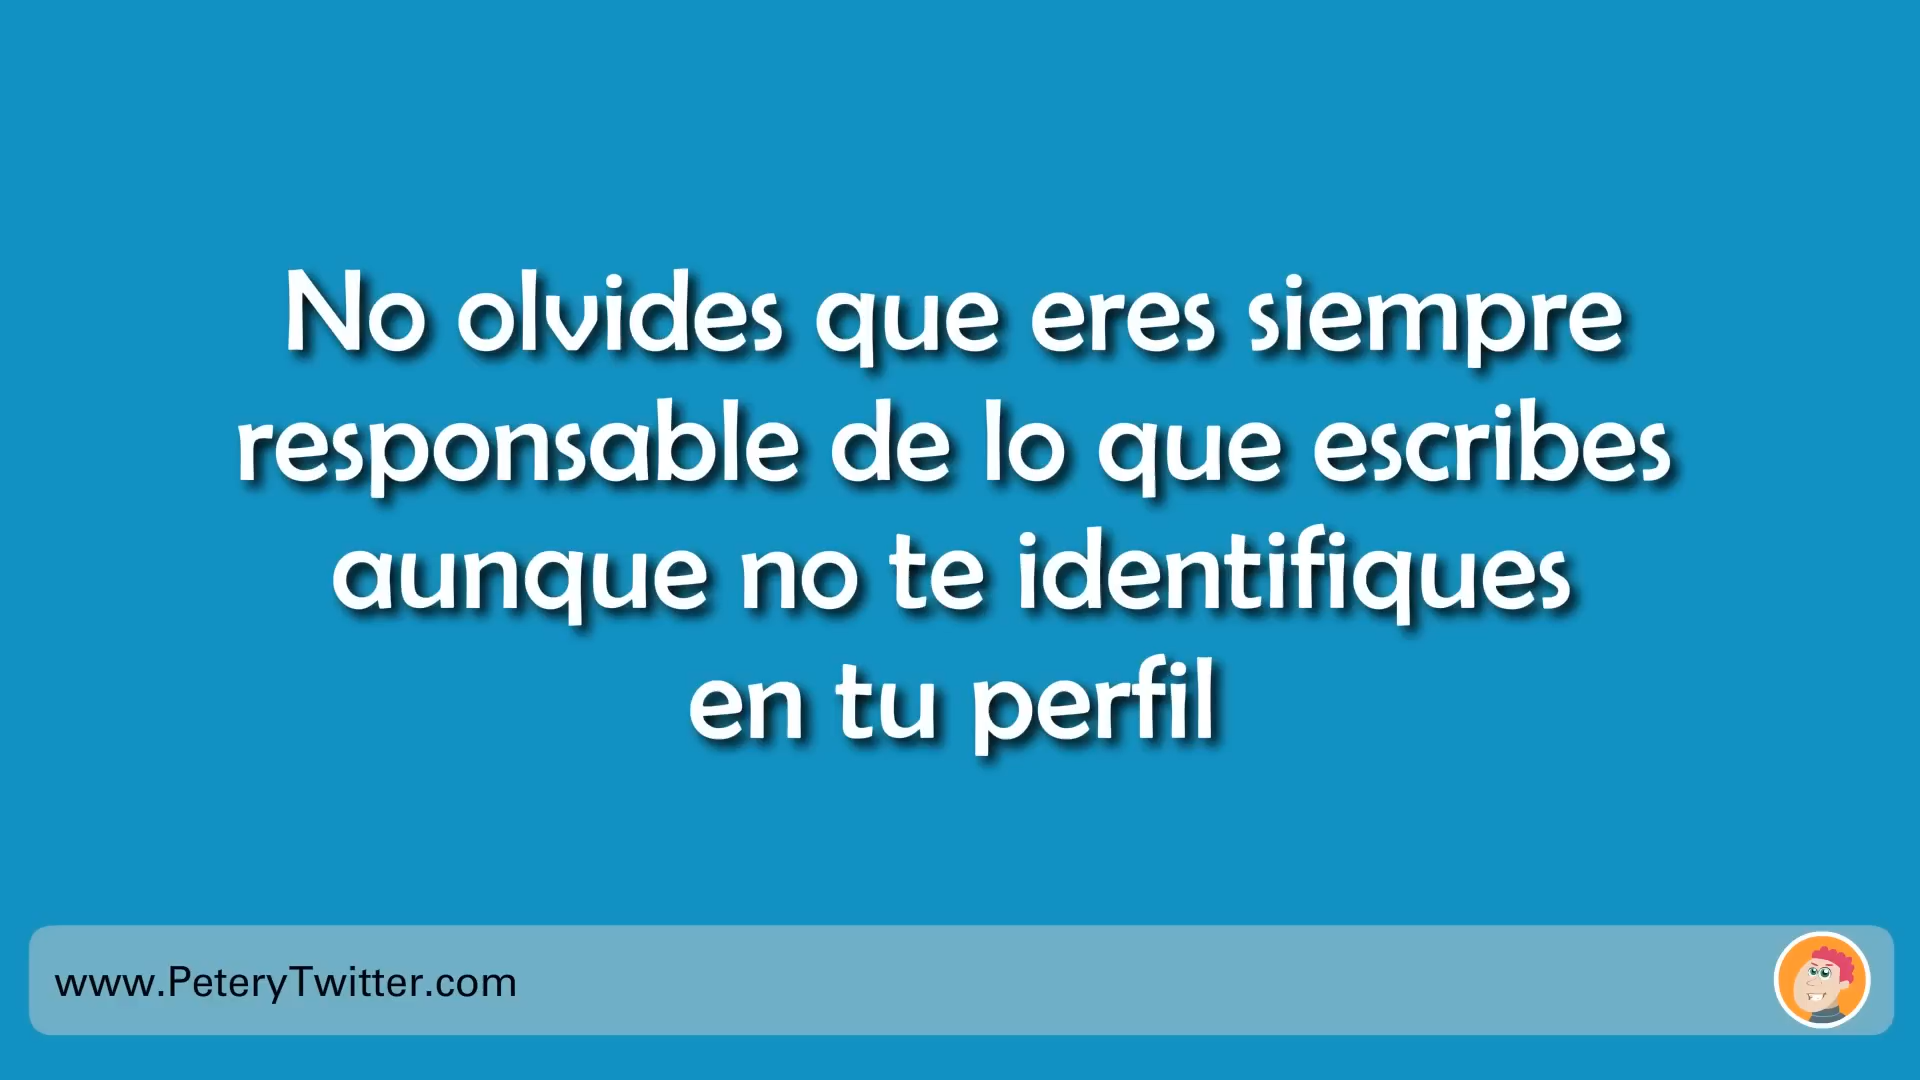 No olvides que eres siempre
responsable de lo que escribes
aunque no te identifiques
en tu perfil
www.PeteryTwitter.com